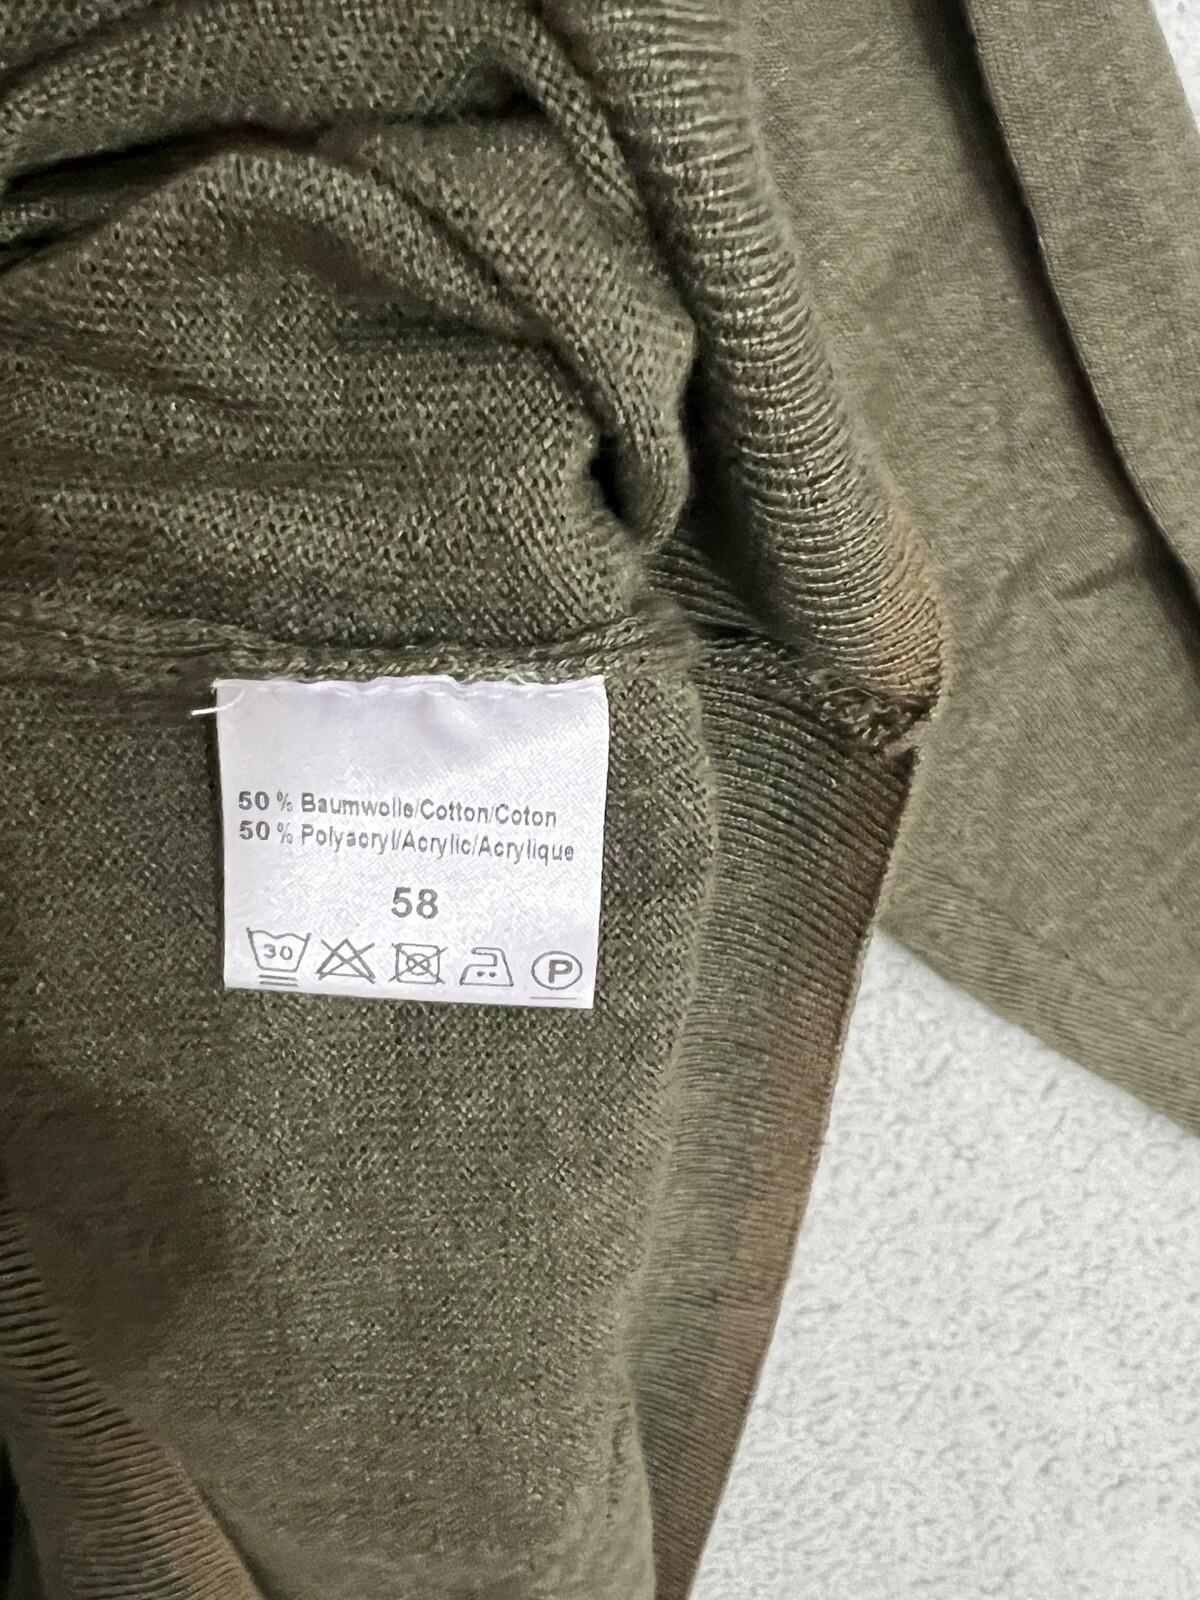 50 % Baumwolle/Cotton/Coton
50 % Polyacryl/Acrylic/Acrylique
58
30 P